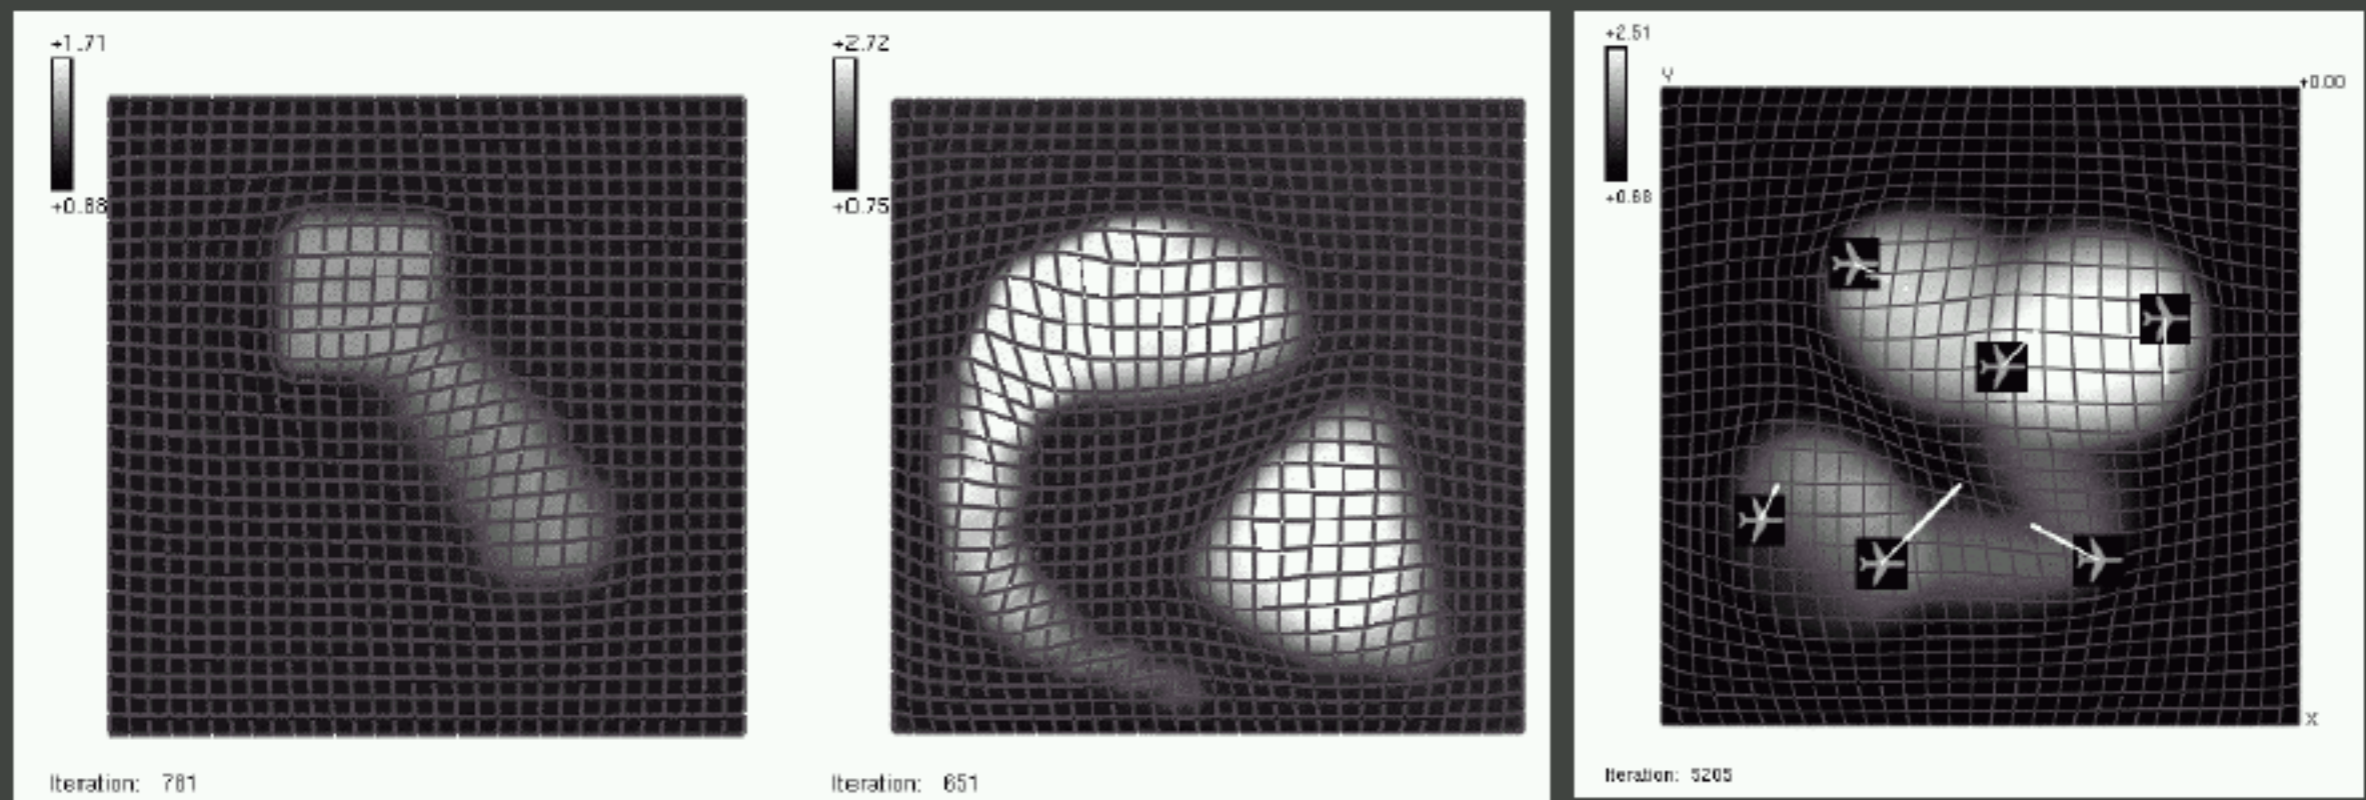 +1.71
+0.88
Iteration: 781
+2.72
+0.75
Iteration: 651
+2.51
+0.68
Y
+0.00
X
Iteration: 5205